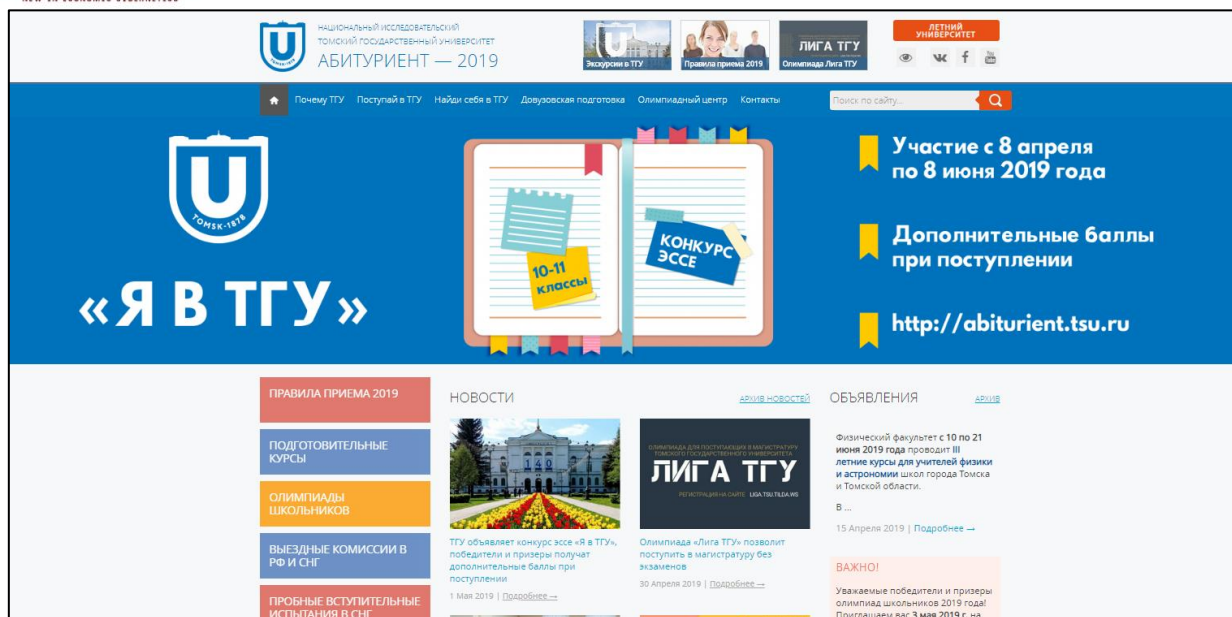 НАЦИОНАЛЬНЫЙ ИССЛЕДОВАТЕЛЬСКИЙ
ТОМСКИЙ ГОСУДАРСТВЕННЫЙ УНИВЕРСИТЕТ
АБИТУРИЕНТ — 2019
Экскурсии в ТГУ
Правила приема 2019
ЛИГА ТГУ
Олимпиада Лига ТГУ
ЛЕТНИЙ
УНИВЕРСИТЕТ
Почему ТГУ Поступай в ТГУ Найди себя в ТГУ Довузовская подготовка Олимпиадный центр Контакты
Поиск по сайту...
TOMSK-1878
«Я В ТГУ»
10-11
классы
КОНКУРС
ЭССЕ
Участие с 8 апреля
по 8 июня 2019 года
Дополнительные баллы
при поступлении
http://abiturient.tsu.ru
ПРАВИЛА ПРИЕМА 2019
ПОДГОТОВИТЕЛЬНЫЕ
КУРСЫ
ОЛИМПИАДЫ
ШКОЛЬНИКОВ
ВЫЕЗДНЫЕ КОМИССИИ В
РФ И СНГ
ПРОБНЫЕ ВСТУПИТЕЛЬНЫЕ
ИСПЫТАНИЯ В СНГ
НОВОСТИ
АРХИВ НОВОСТЕЙ
140
ТГУ объявляет конкурс эссе «Я в ТГУ»,
победители и призеры получат
дополнительные баллы при
поступлении
1 Мая 2019 | Подробнее →
ОЛИМПИАДА ДЛЯ ПОСТУПАЮЩИХ В МАГИСТРАТУРУ
ТОМСКОГО ГОСУДАРСТВЕННОГО УНИВЕРСИТЕТА
ЛИГА ТГУ
РЕГИСТРАЦИЯ НА САЙТЕ LIGA.TSU.TILDA.WS
Олимпиада «Лига ТГУ» позволит
поступить в магистратуру без
экзаменов
30 Апреля 2019 | Подробнее →
ОБЪЯВЛЕНИЯ
АРХИВ
Физический факультет с 10 по 21
июня 2019 года проводит III
летние курсы для учителей физики
и астрономии школ города Томска
и Томской области.
В ...
15 Апреля 2019 | Подробнее →
ВАЖНО!
Уважаемые победители и призеры
олимпиад школьников 2019 года!
Приглашаем вас 3 мая 2019 г. на